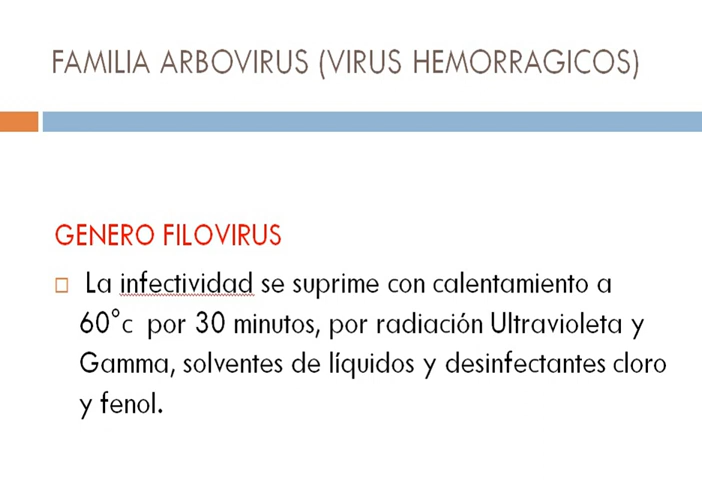 FAMILIA ARBOVIRUS (VIRUS HEMORRAGICOS)
GENERO FILOVIRUS
La infectividad se suprime con calentamiento a
60°c por 30 minutos, por radiación Ultravioleta y
Gamma, solventes de líquidos y desinfectantes cloro
y fenol.